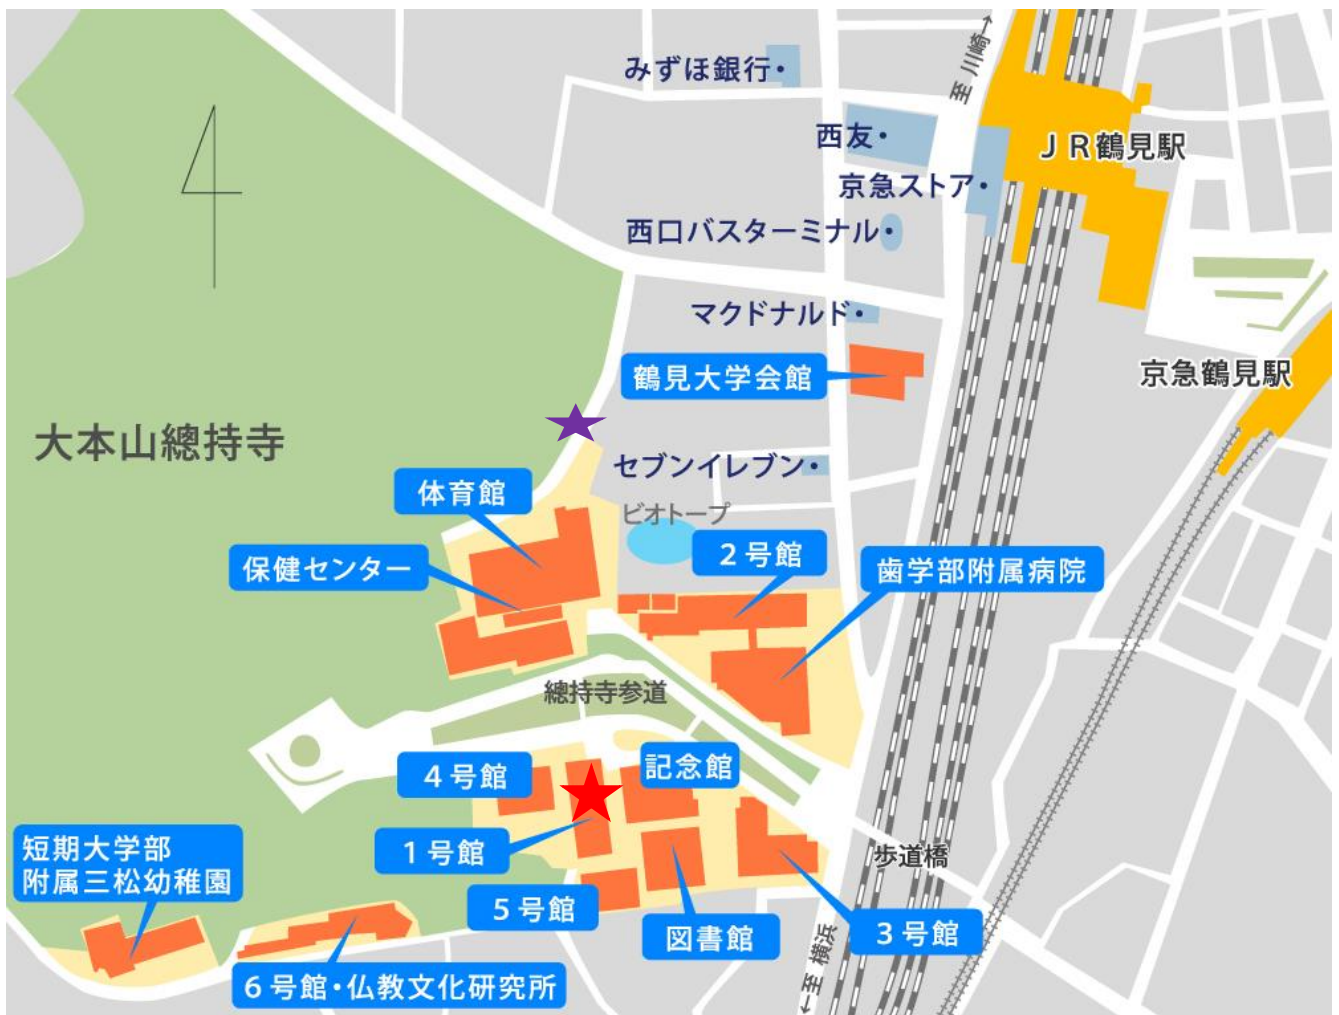 みずほ銀行
至 川崎→
西友
JR鶴見駅
京急ストア
西口バスターミナル
マクドナルド
鶴見大学会館
京急鶴見駅
大本山總持寺
セブンイレブン
体育館
ビオトープ
2号館
保健センター
歯学部附属病院
總持寺参道
4号館
記念館
1号館
短期大学部
附属三松幼稚園
歩道橋
5号館
図書館
3号館
6号館・仏教文化研究所
←至 横浜
4